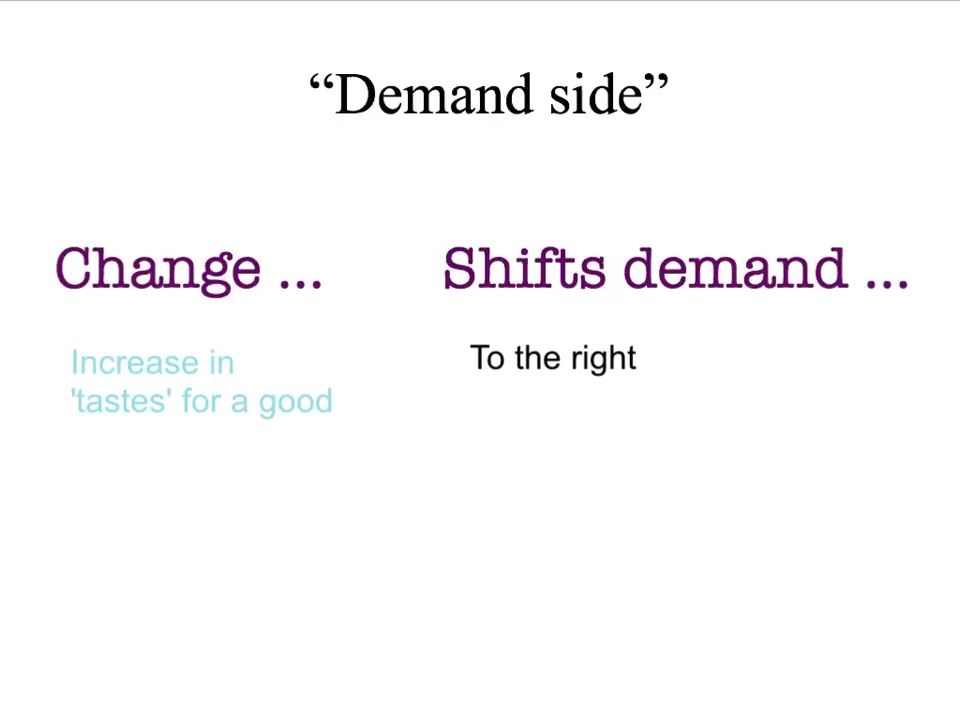 “Demand side”
Change ...
Shifts demand ...
Increase in
'tastes' for a good
To the right